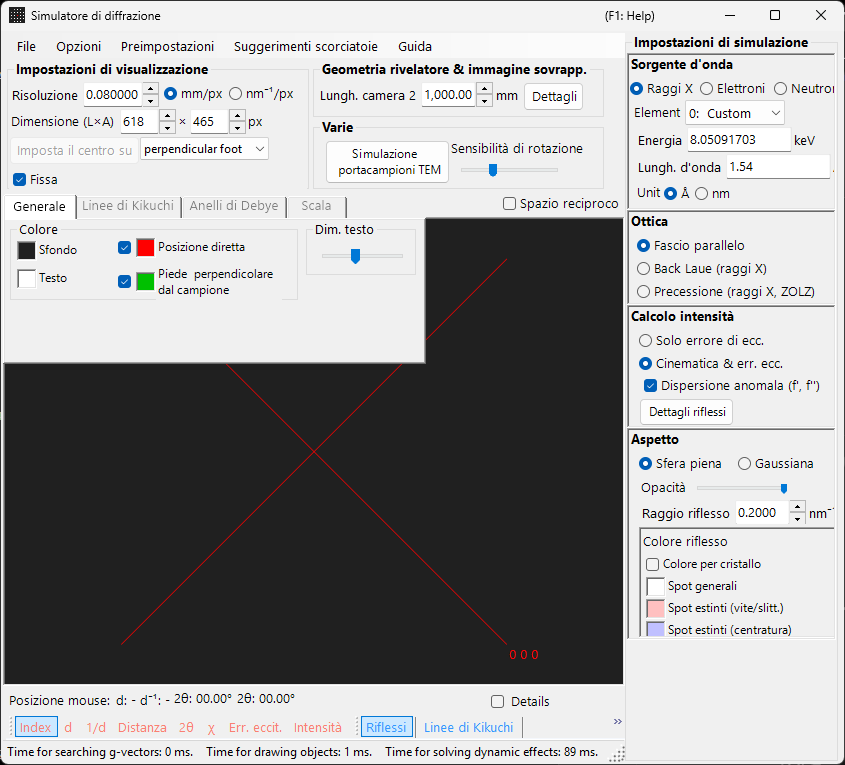 Simulatore di diffrazione
(F1: Help)
File Opzioni Preimpostazioni Suggerimenti scorciatoie Guida
Impostazioni di visualizzazione
Risoluzione 0.080000 mm/px nm⁻¹/px
Dimensione (L×A) 618 × 465 px
Imposta il centro su perpendicular foot
Fissa
Geometria rivelatore & immagine sovrapp.
Lungh. camera 2 1,000.00 mm Dettagli
Varie
Simulazione
portacampioni TEM
Sensibilità di rotazione
Generale Linee di Kikuchi Anelli di Debye Scala
Spazio reciproco
Colore
Sfondo
Testo
Posizione diretta
Piede perpendicolare
dal campione
Dim. testo
0 0 0
Posizione mouse: d: - d⁻¹: - 2θ: 00.00° 2θ: 00.00°
Details
Index d 1/d Distanza 2θ χ Err. eccit. Intensità Riflessi Linee di Kikuchi »
Time for searching g-vectors: 0 ms. Time for drawing objects: 1 ms. Time for solving dynamic effects: 89 ms.
Impostazioni di simulazione
Sorgente d'onda
Raggi X Elettroni Neutror
Element 0: Custom
Energia 8.05091703 keV
Lungh. d'onda 1.54
Unit Å nm
Ottica
Fascio parallelo
Back Laue (raggi X)
Precessione (raggi X, ZOLZ)
Calcolo intensità
Solo errore di ecc.
Cinematica & err. ecc.
Dispersione anomala (f', f'')
Dettagli riflessi
Aspetto
Sfera piena Gaussiana
Opacità
Raggio riflesso 0.2000 nm⁻¹
Colore riflesso
Colore per cristallo
Spot generali
Spot estinti (vite/slitt.)
Spot estinti (centratura)